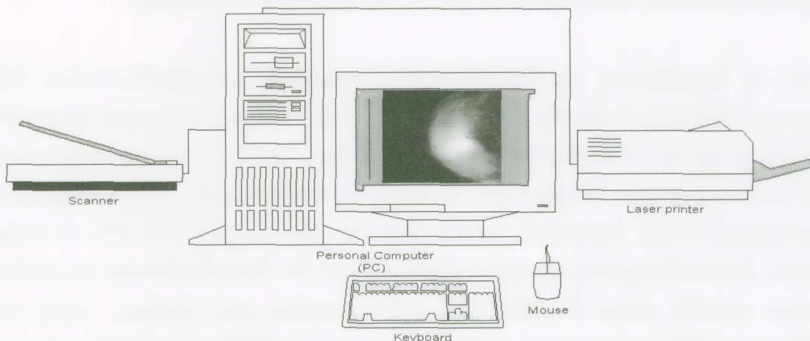 Scanner
Laser printer
Personal Computer
(PC)
Mouse
Keyboard